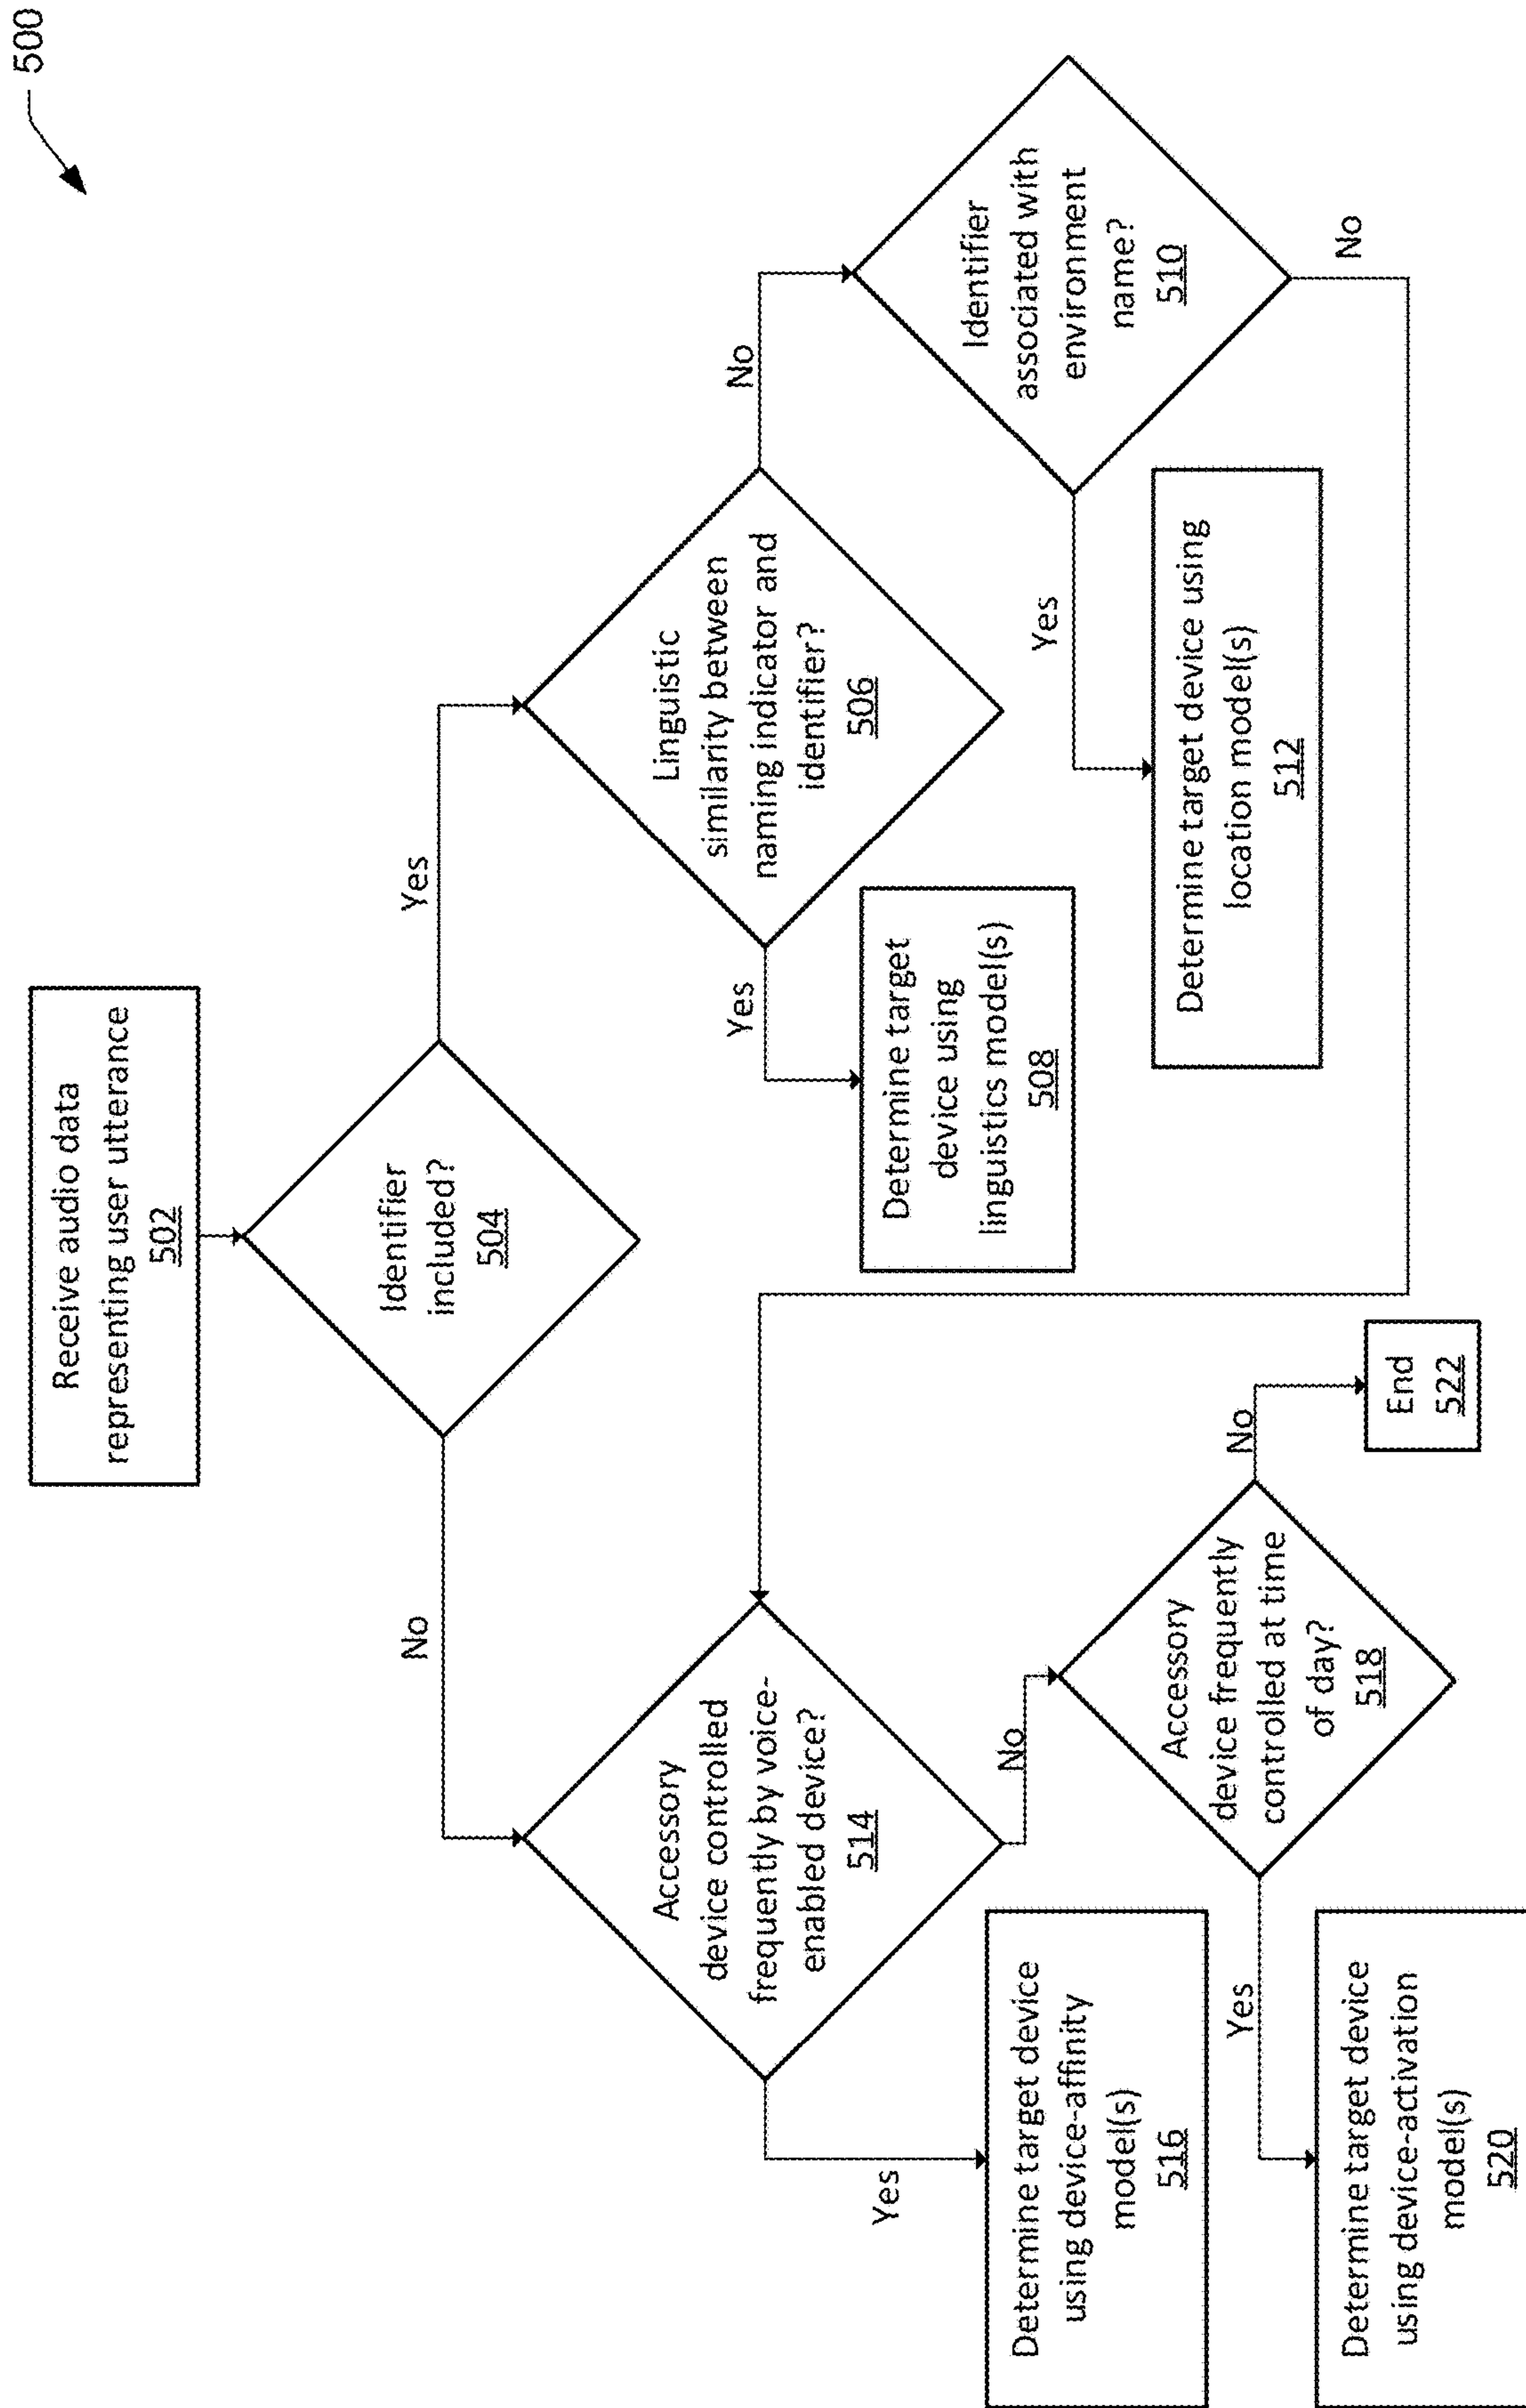 500
Receive audio data
representing user utterance
502
Identifier
included?
504
No
Yes
Accessory
device controlled
frequently by voice-
enabled device?
514
Linguistic
similarity between
naming indicator and
identifier?
506
Yes
No
Yes
No
Determine target device
using device-affinity
model(s)
516
Accessory
device frequently
controlled at time
of day?
518
Determine target
device using
linguistics model(s)
508
Identifier
associated with
environment
name?
510
Yes
No
Yes
No
Determine target device
using device-activation
model(s)
520
End
522
Determine target device using
location model(s)
512